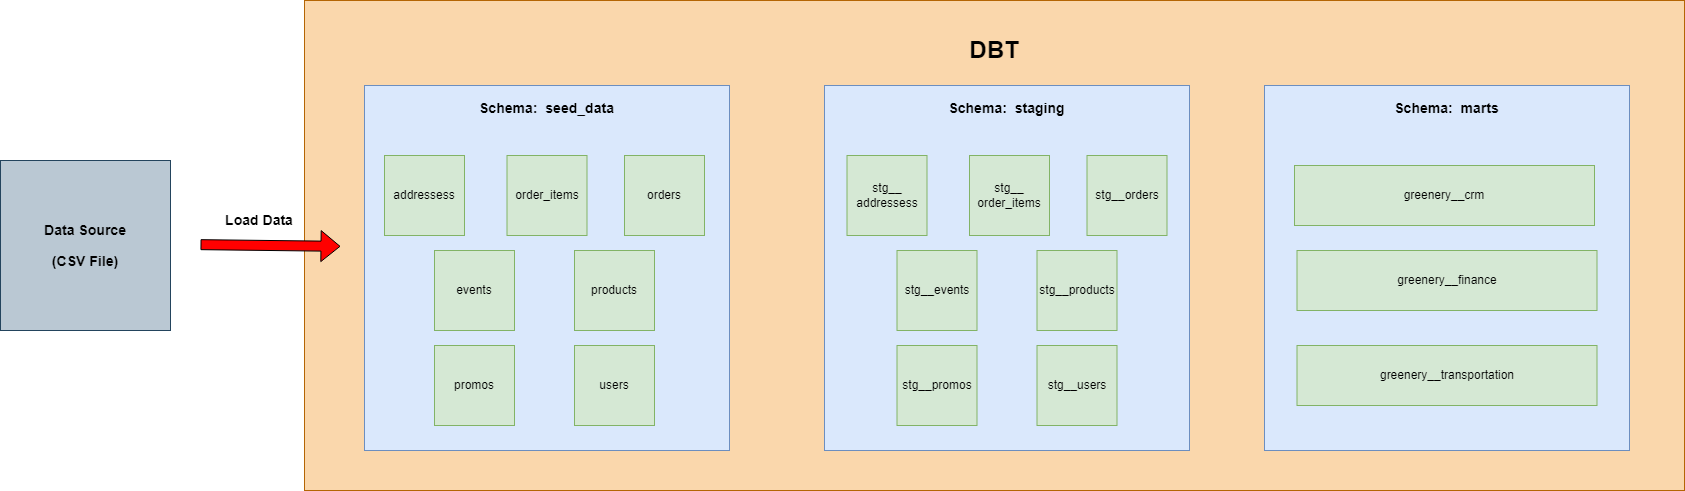 DBT
Data Source
(CSV File)
Load Data
Schema:  seed_data
addressess
order_items
orders
events
products
promos
users
Schema:  staging
stg__
addressess
stg__
order_items
stg__orders
stg__events
stg__products
stg__promos
stg__users
Schema:  marts
greenery__crm
greenery__finance
greenery__transportation